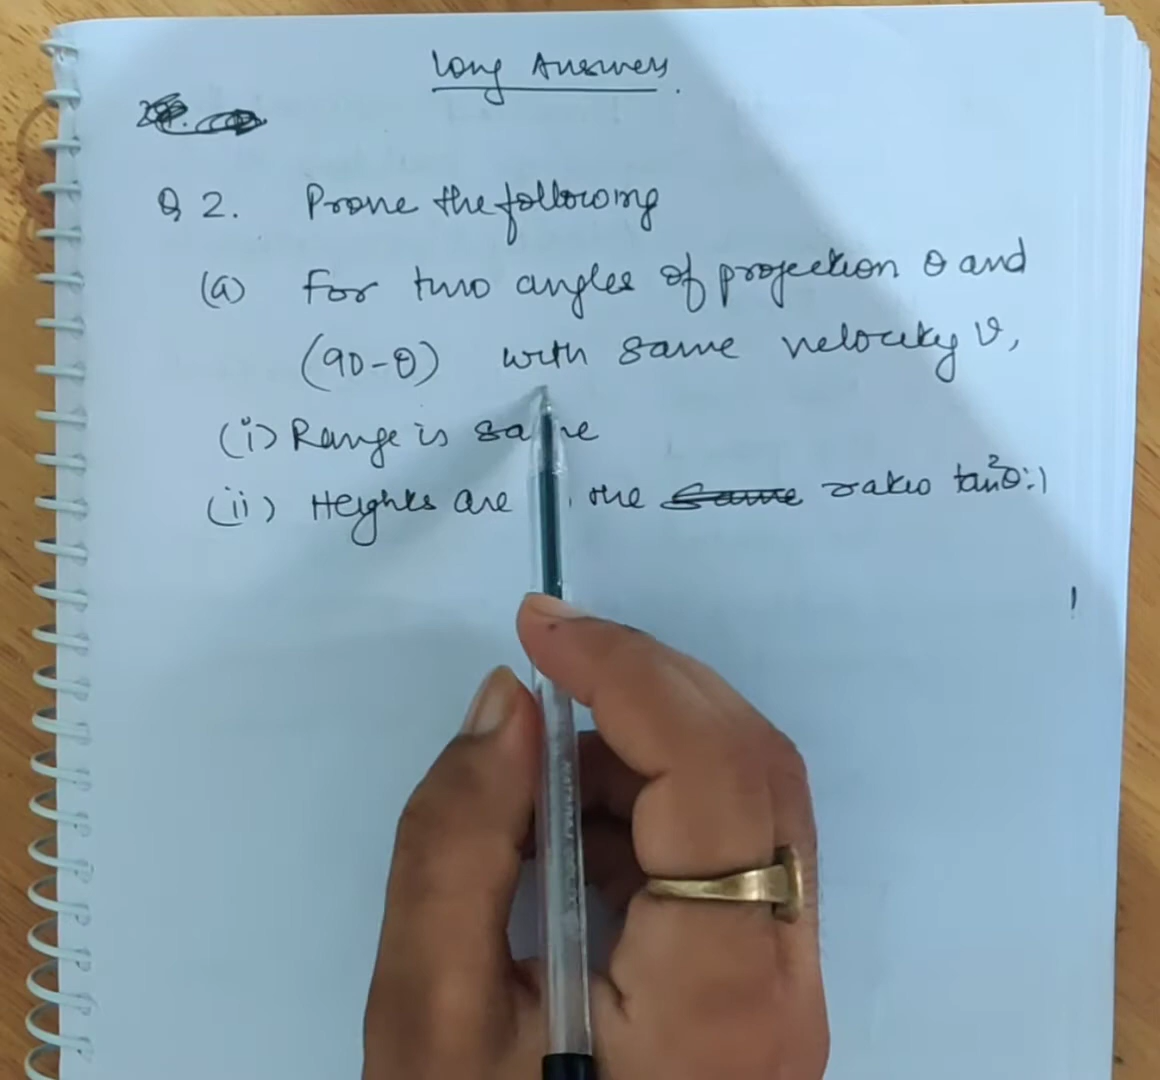 Long Answers.
Q 2. Prove the following
(a) For two angles of projection θ and
(90-θ) with same velocity v,
(i) Range is
(ii) Heights are the ratio tan²θ:1